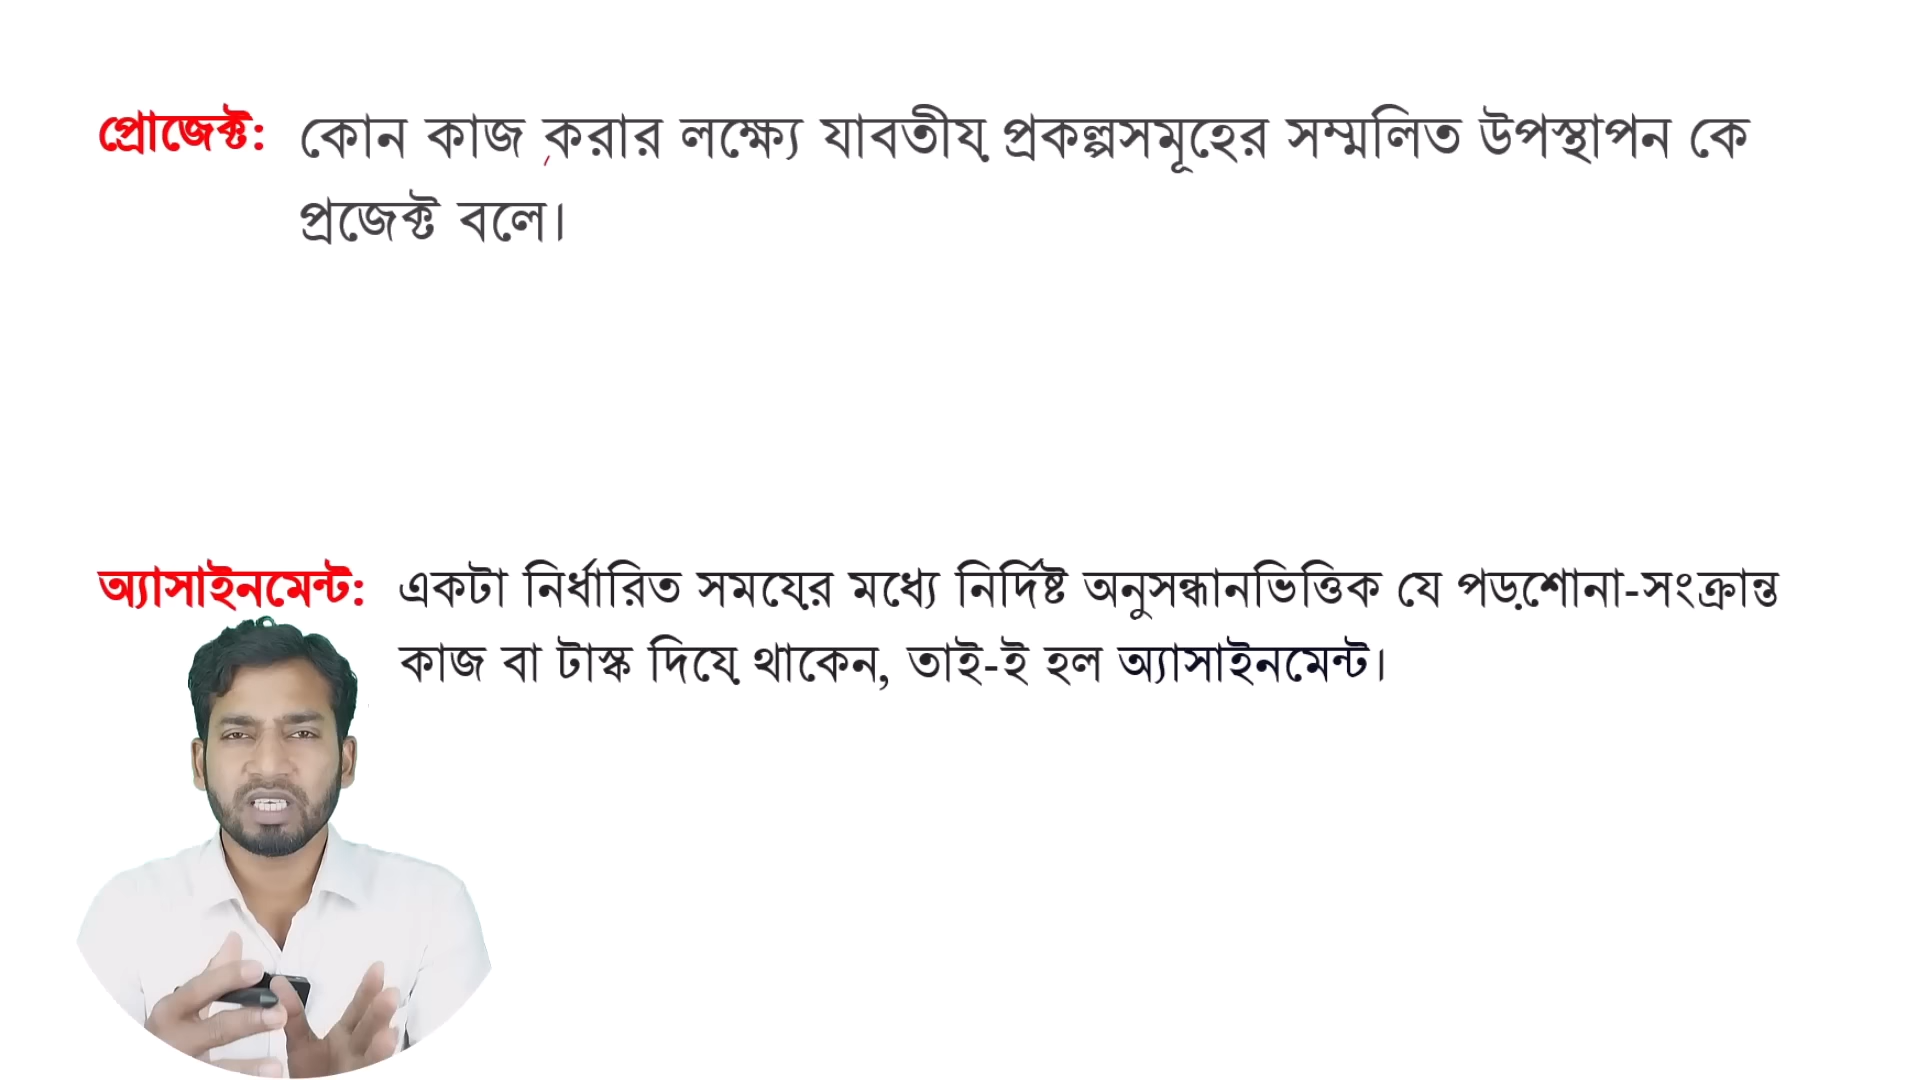 প্রোজেক্ট: কোন কাজ করার লক্ষ্যে যাবতীয় প্রকল্পসমূহের সম্মলিত উপস্থাপন কে
প্রজেক্ট বলে।
অ্যাসাইনমেন্ট: একটা নির্ধারিত সময়ের মধ্যে নির্দিষ্ট অনুসন্ধানভিত্তিক যে পড়শোনা-সংক্রান্ত
কাজ বা টাস্ক দিয়ে থাকেন, তাই-ই হল অ্যাসাইনমেন্ট।